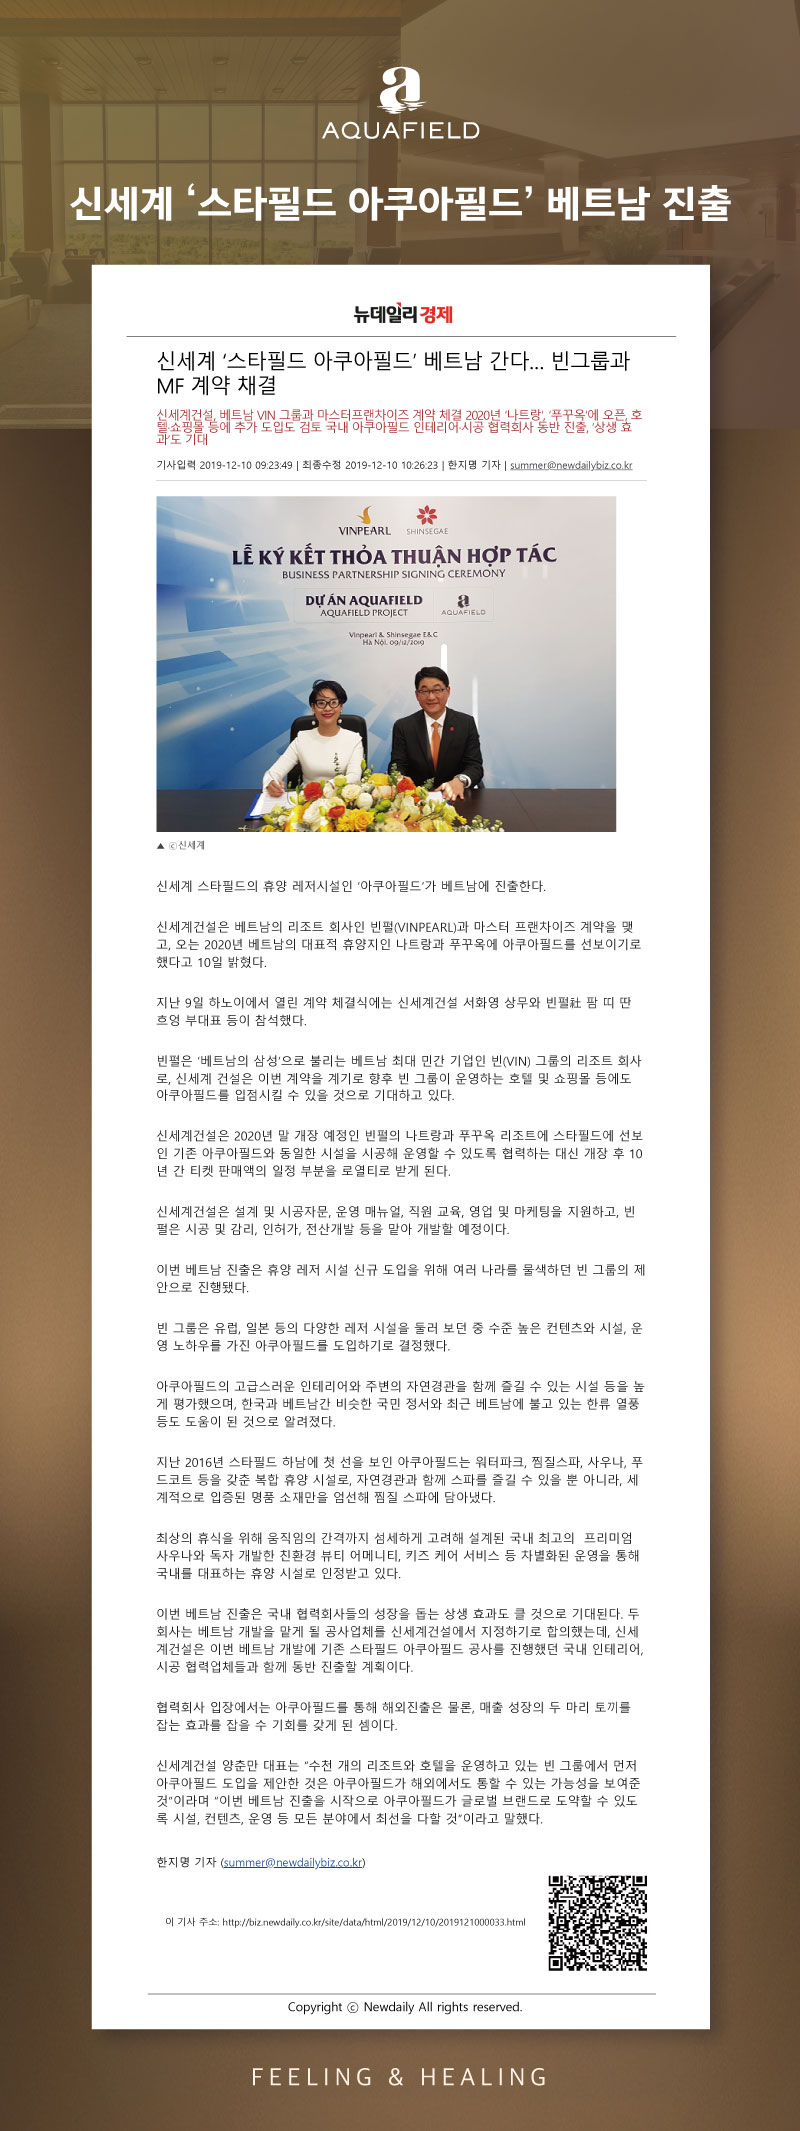 a
AQUAFIELD
신세계 ‘스타필드 아쿠아필드’ 베트남 진출
뉴데일리경제
신세계 ‘스타필드 아쿠아필드’ 베트남 간다... 빈그룹과
MF 계약 채결
신세계건설, 베트남 VIN 그룹과 마스터프랜차이즈 계약 체결 2020년 ‘나트랑’, ‘푸꾸옥’에 오픈, 호
텔·쇼핑몰 등에 추가 도입도 검토 국내 아쿠아필드 인테리어·시공 협력회사 동반 진출, ‘상생 효
과’도 기대
기사입력 2019-12-10 09:23:49 | 최종수정 2019-12-10 10:26:23 | 한지명 기자 | summer@newdailybiz.co.kr
VINPEARL SHINSEGAE
LỄ KÝ KẾT THỎA THUẬN HỢP TÁC
BUSINESS PARTNERSHIP SIGNING CEREMONY
DỰ ÁN AQUAFIELD a
AQUAFIELD PROJECT AQUAFIELD
Vinpearl & Shinsegae E&C
Hà Nội, 09/12/2019
▲ ⓒ신세계
신세계 스타필드의 휴양 레저시설인 ‘아쿠아필드’가 베트남에 진출한다.
신세계건설은 베트남의 리조트 회사인 빈펄(VINPEARL)과 마스터 프랜차이즈 계약을 맺
고, 오는 2020년 베트남의 대표적 휴양지인 나트랑과 푸꾸옥에 아쿠아필드를 선보이기로
했다고 10일 밝혔다.
지난 9일 하노이에서 열린 계약 체결식에는 신세계건설 서화영 상무와 빈펄社 팜 띠 딴
흐엉 부대표 등이 참석했다.
빈펄은 ‘베트남의 삼성’으로 불리는 베트남 최대 민간 기업인 빈(VIN) 그룹의 리조트 회사
로, 신세계 건설은 이번 계약을 계기로 향후 빈 그룹이 운영하는 호텔 및 쇼핑몰 등에도
아쿠아필드를 입점시킬 수 있을 것으로 기대하고 있다.
신세계건설은 2020년 말 개장 예정인 빈펄의 나트랑과 푸꾸옥 리조트에 스타필드에 선보
인 기존 아쿠아필드와 동일한 시설을 시공해 운영할 수 있도록 협력하는 대신 개장 후 10
년 간 티켓 판매액의 일정 부분을 로열티로 받게 된다.
신세계건설은 설계 및 시공자문, 운영 매뉴얼, 직원 교육, 영업 및 마케팅을 지원하고, 빈
펄은 시공 및 감리, 인허가, 전산개발 등을 맡아 개발할 예정이다.
이번 베트남 진출은 휴양 레저 시설 신규 도입을 위해 여러 나라를 물색하던 빈 그룹의 제
안으로 진행됐다.
빈 그룹은 유럽, 일본 등의 다양한 레저 시설을 둘러 보던 중 수준 높은 컨텐츠와 시설, 운
영 노하우를 가진 아쿠아필드를 도입하기로 결정했다.
아쿠아필드의 고급스러운 인테리어와 주변의 자연경관을 함께 즐길 수 있는 시설 등을 높
게 평가했으며, 한국과 베트남간 비슷한 국민 정서와 최근 베트남에 불고 있는 한류 열풍
등도 도움이 된 것으로 알려졌다.
지난 2016년 스타필드 하남에 첫 선을 보인 아쿠아필드는 워터파크, 찜질스파, 사우나, 푸
드코트 등을 갖춘 복합 휴양 시설로, 자연경관과 함께 스파를 즐길 수 있을 뿐 아니라, 세
계적으로 입증된 명품 소재만을 엄선해 찜질 스파에 담아냈다.
최상의 휴식을 위해 움직임의 간격까지 섬세하게 고려해 설계된 국내 최고의 프리미엄
사우나와 독자 개발한 친환경 뷰티 어메니티, 키즈 케어 서비스 등 차별화된 운영을 통해
국내를 대표하는 휴양 시설로 인정받고 있다.
이번 베트남 진출은 국내 협력회사들의 성장을 돕는 상생 효과도 클 것으로 기대된다. 두
회사는 베트남 개발을 맡게 될 공사업체를 신세계건설에서 지정하기로 합의했는데, 신세
계건설은 이번 베트남 개발에 기존 스타필드 아쿠아필드 공사를 진행했던 국내 인테리어,
시공 협력업체들과 함께 동반 진출할 계획이다.
협력회사 입장에서는 아쿠아필드를 통해 해외진출은 물론, 매출 성장의 두 마리 토끼를
잡는 효과를 잡을 수 기회를 갖게 된 셈이다.
신세계건설 양춘만 대표는 “수천 개의 리조트와 호텔을 운영하고 있는 빈 그룹에서 먼저
아쿠아필드 도입을 제안한 것은 아쿠아필드가 해외에서도 통할 수 있는 가능성을 보여준
것”이라며 “이번 베트남 진출을 시작으로 아쿠아필드가 글로벌 브랜드로 도약할 수 있도
록 시설, 컨텐츠, 운영 등 모든 분야에서 최선을 다할 것”이라고 말했다.
한지명 기자 (summer@newdailybiz.co.kr)
이 기사 주소: http://biz.newdaily.co.kr/site/data/html/2019/12/10/2019121000033.html
Copyright ⓒ Newdaily All rights reserved.
FEELING & HEALING